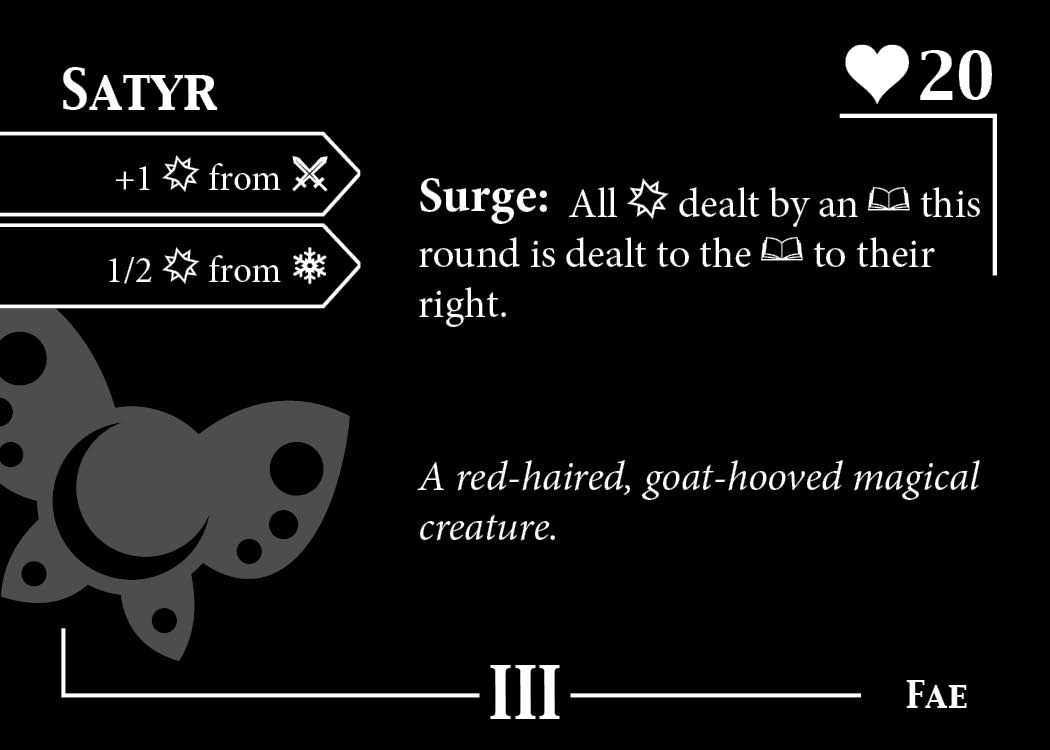 SATYR
20
+1 from
1/2 from
Surge: All dealt by an this
round is dealt to the to their
right.
A red-haired, goat-hooved magical
creature.
III
FAE